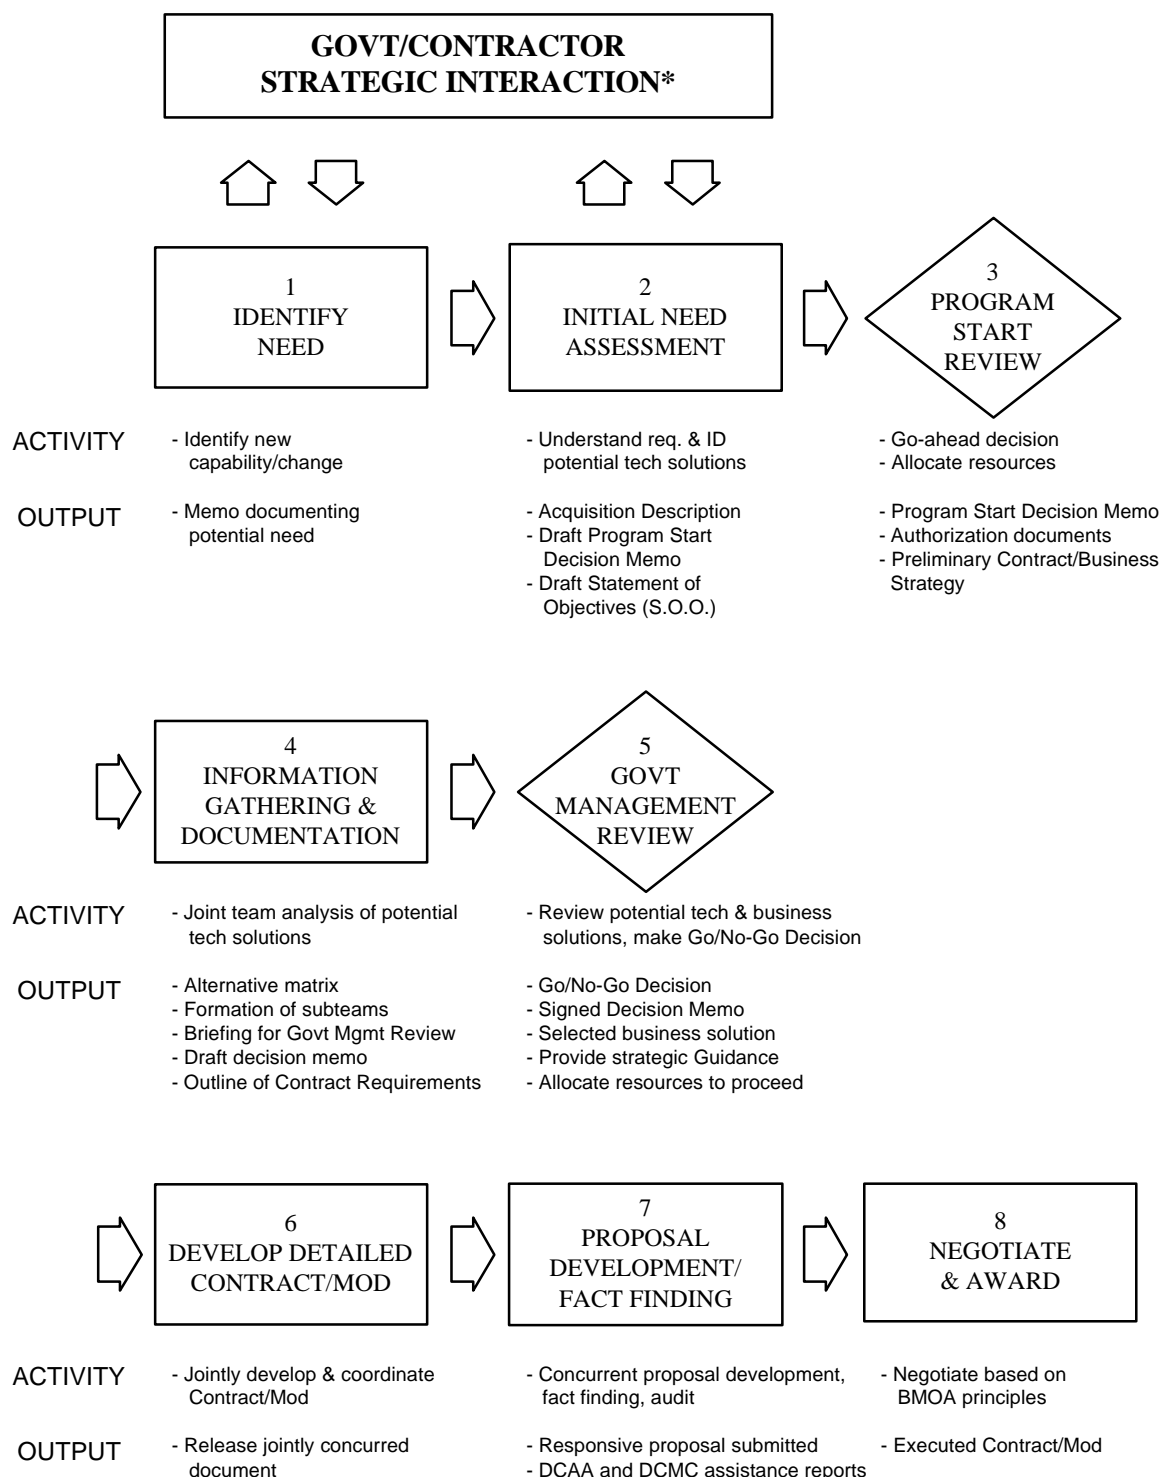 GOVT/CONTRACTOR
STRATEGIC INTERACTION*
1
IDENTIFY
NEED
2
INITIAL NEED
ASSESSMENT
3
PROGRAM
START
REVIEW
ACTIVITY
- Identify new
capability/change
- Understand req. & ID
potential tech solutions
- Go-ahead decision
- Allocate resources
OUTPUT
- Memo documenting
potential need
- Acquisition Description
- Draft Program Start
Decision Memo
- Draft Statement of
Objectives (S.O.O.)
- Program Start Decision Memo
- Authorization documents
- Preliminary Contract/Business
Strategy
4
INFORMATION
GATHERING &
DOCUMENTATION
5
GOVT
MANAGEMENT
REVIEW
ACTIVITY
- Joint team analysis of potential
tech solutions
- Review potential tech & business
solutions, make Go/No-Go Decision
OUTPUT
- Alternative matrix
- Formation of subteams
- Briefing for Govt Mgmt Review
- Draft decision memo
- Outline of Contract Requirements
- Go/No-Go Decision
- Signed Decision Memo
- Selected business solution
- Provide strategic Guidance
- Allocate resources to proceed
6
DEVELOP DETAILED
CONTRACT/MOD
7
PROPOSAL
DEVELOPMENT/
FACT FINDING
8
NEGOTIATE
& AWARD
ACTIVITY
- Jointly develop & coordinate
Contract/Mod
- Concurrent proposal development,
fact finding, audit
- Negotiate based on
BMOA principles
OUTPUT
- Release jointly concurred
document
- Responsive proposal submitted
- DCAA and DCMC assistance reports
- Executed Contract/Mod